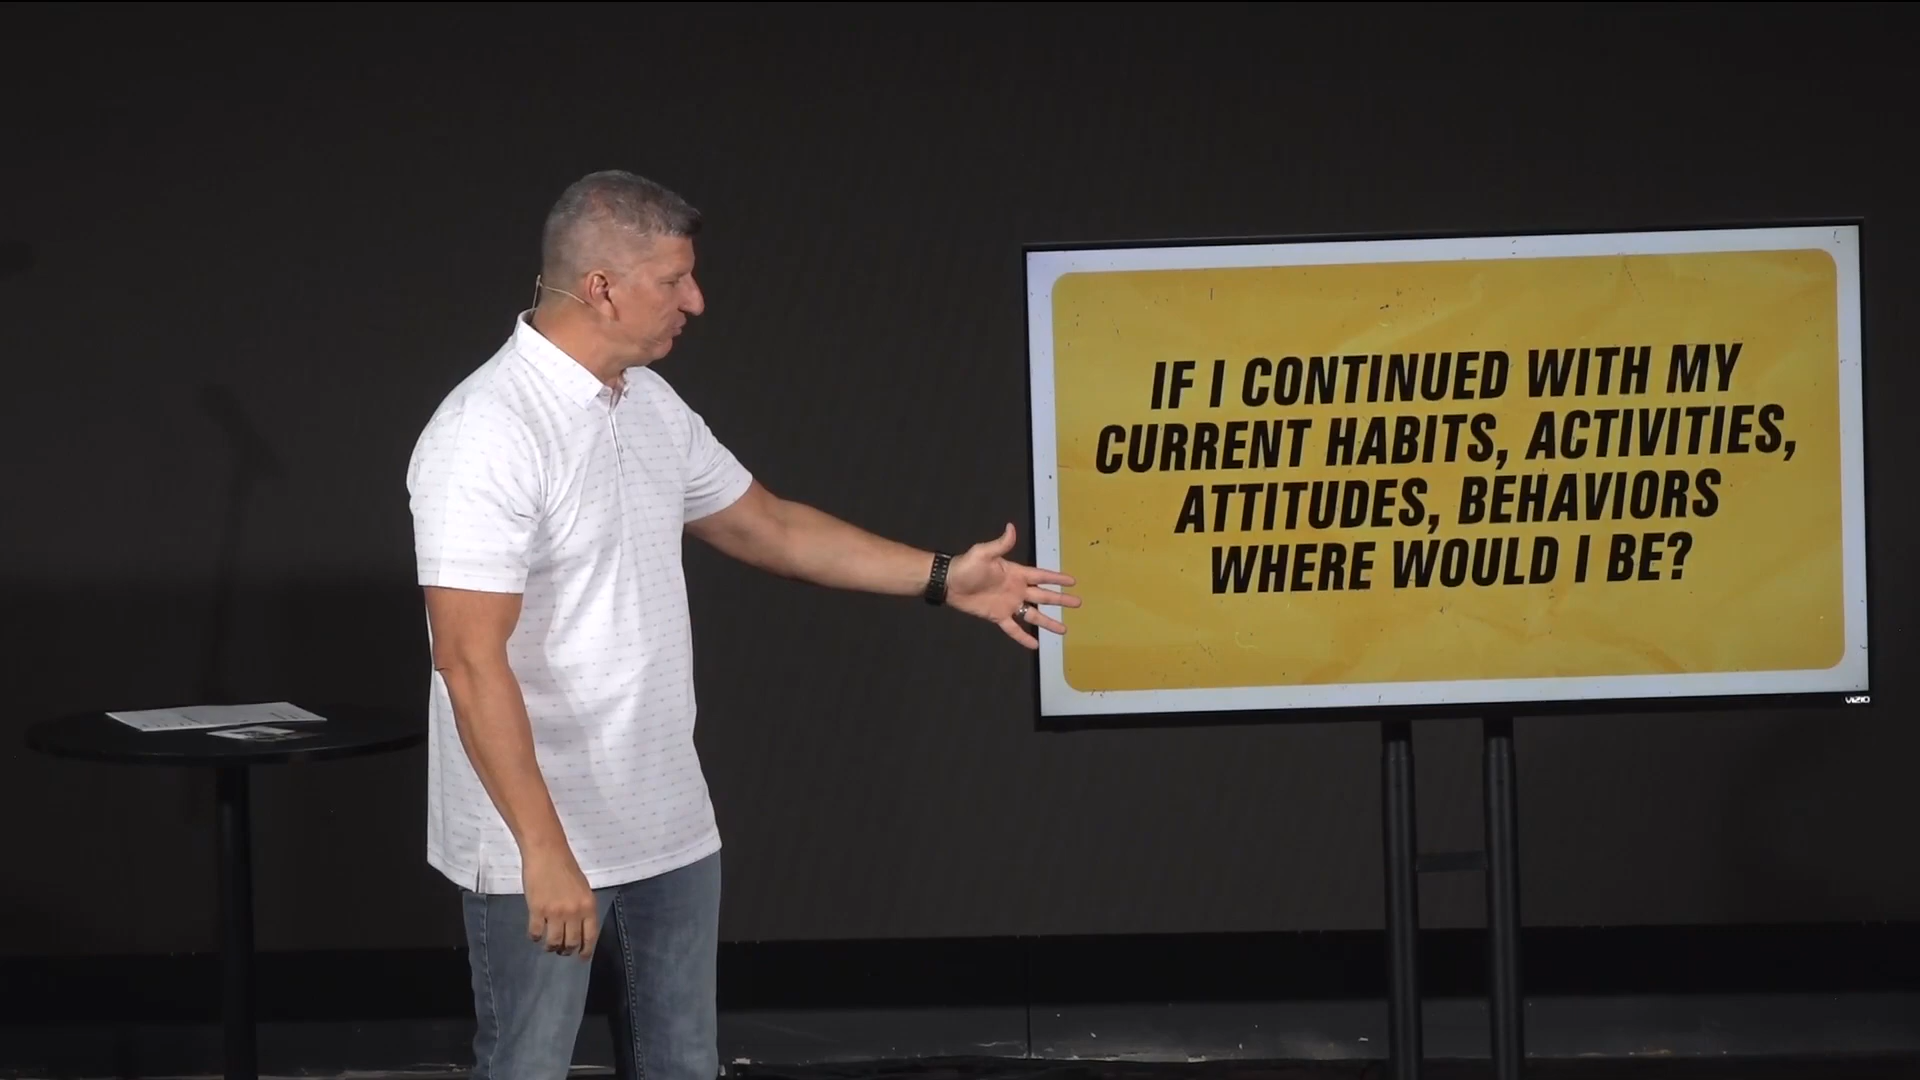 IF I CONTINUED WITH MY
CURRENT HABITS, ACTIVITIES,
ATTITUDES, BEHAVIORS
WHERE WOULD I BE?
VIZIO